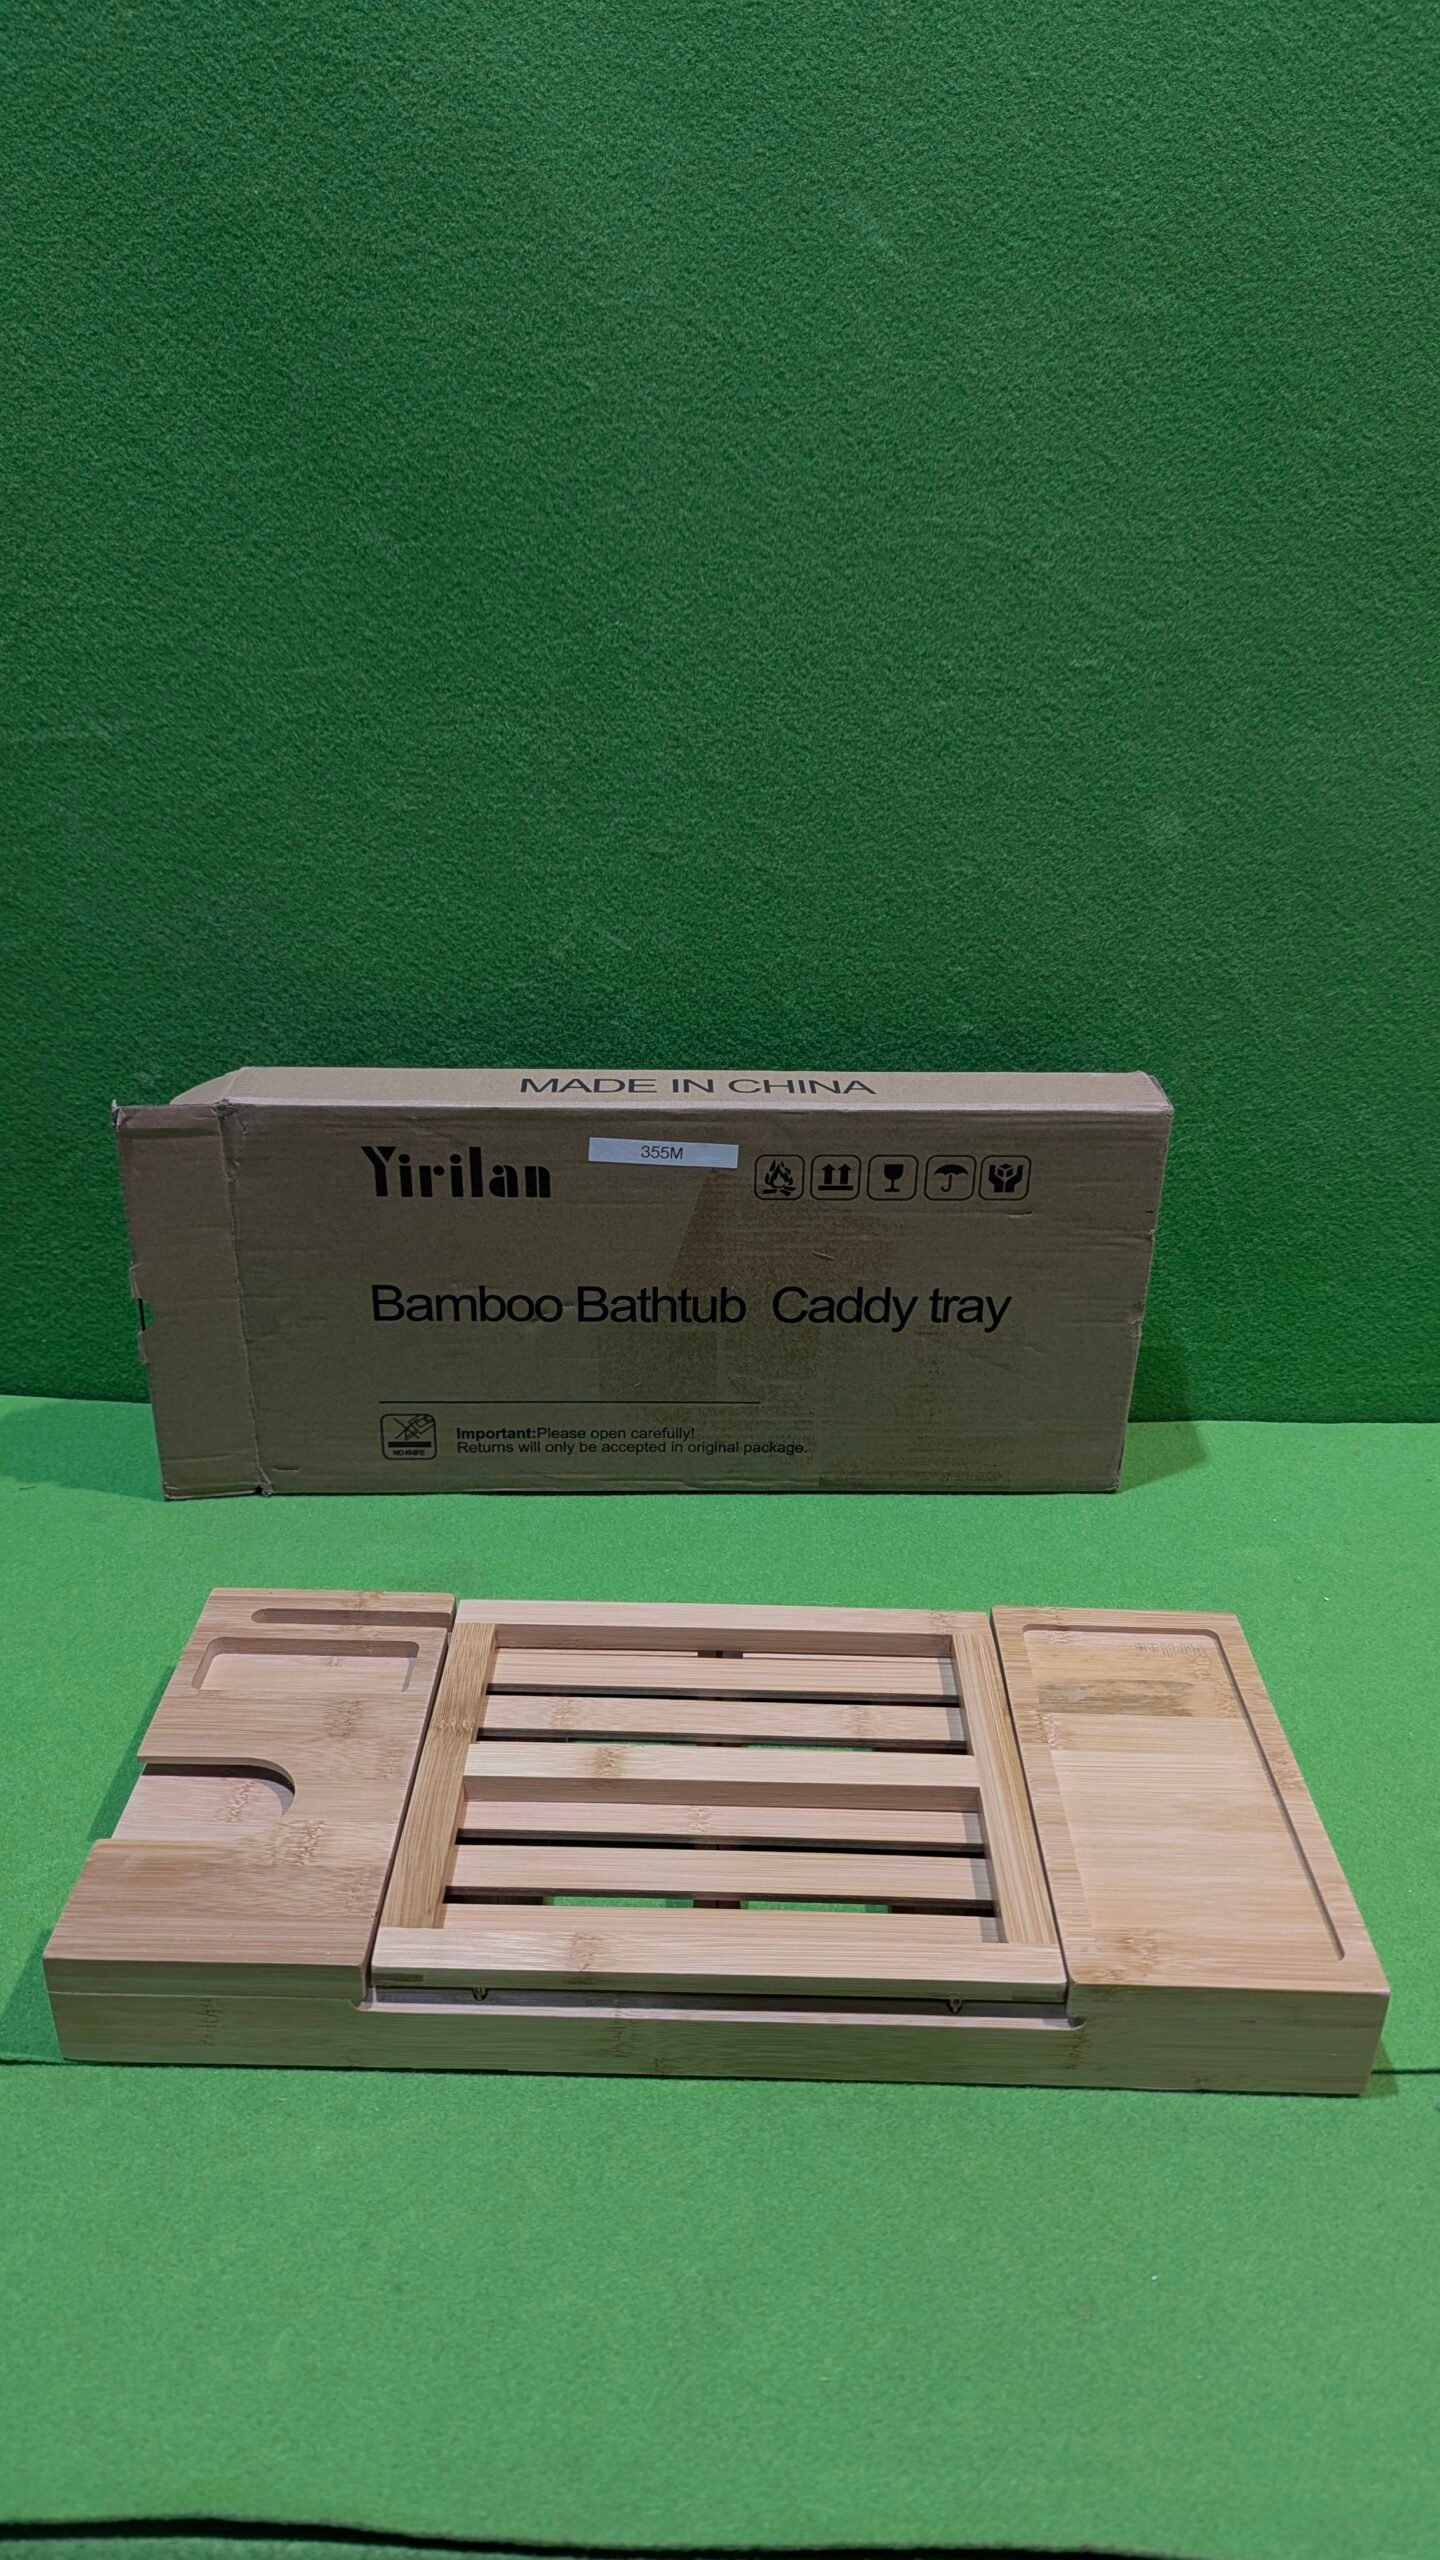 MADE IN CHINA
Yirilan
355M
Bamboo Bathtub Caddy tray
NO KNIFE
Important:Please open carefully!
Returns will only be accepted in original package.